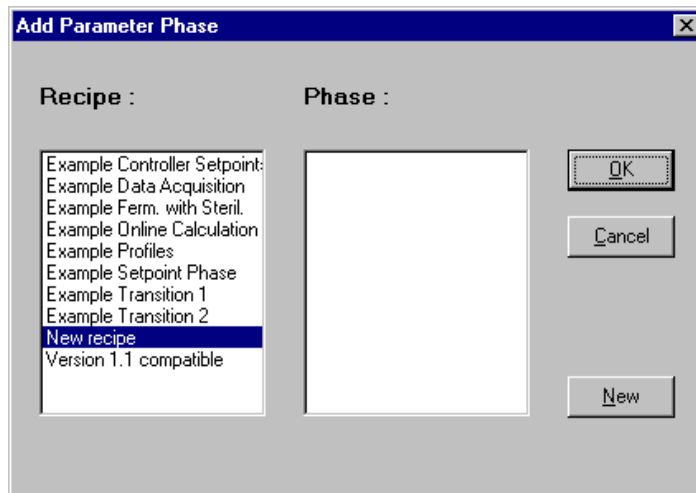 Add Parameter Phase
Recipe :
Phase :
Example Controller Setpoint
Example Data Acquisition
Example Ferm. with Steril.
Example Online Calculation
Example Profiles
Example Setpoint Phase
Example Transition 1
Example Transition 2
New recipe
Version 1.1 compatible
OK
Cancel
New